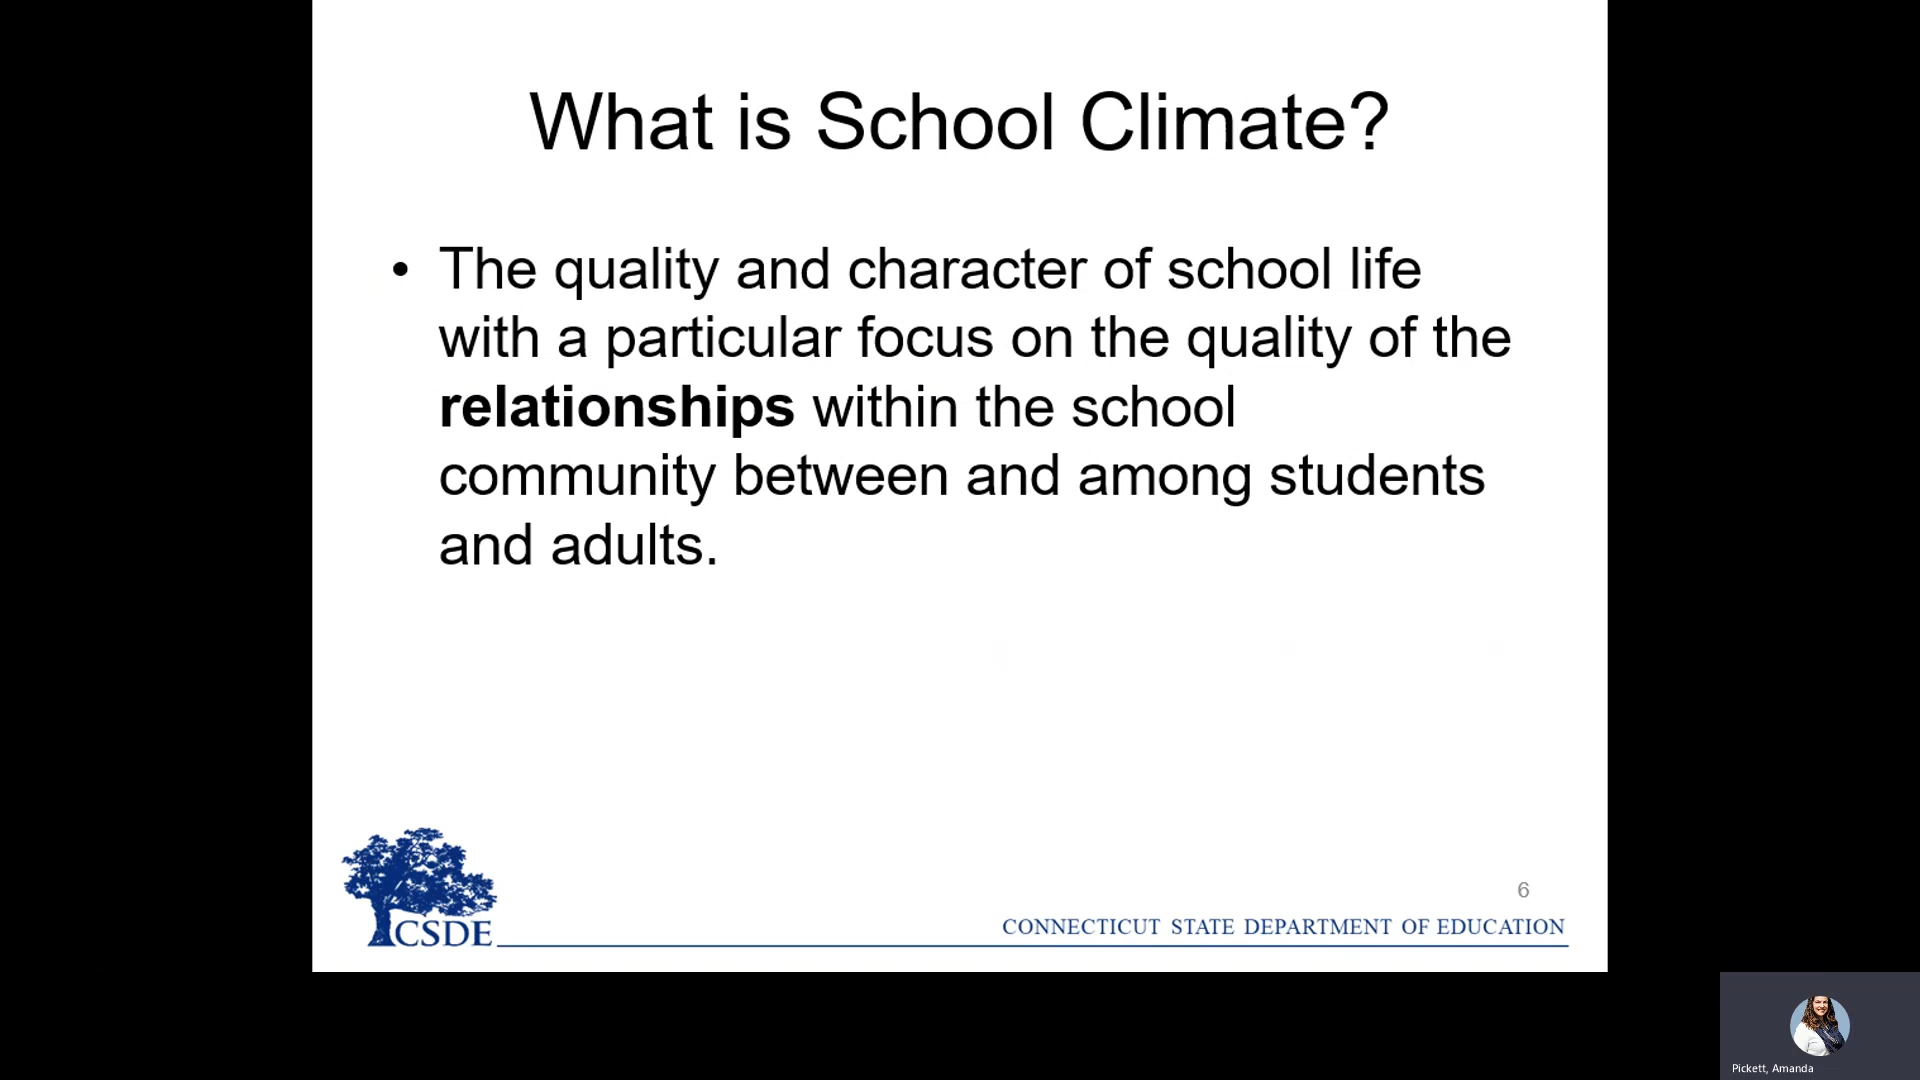 What is School Climate?
• The quality and character of school life
with a particular focus on the quality of the
relationships within the school
community between and among students
and adults.
6
CSDE
CONNECTICUT STATE DEPARTMENT OF EDUCATION
Pickett, Amanda